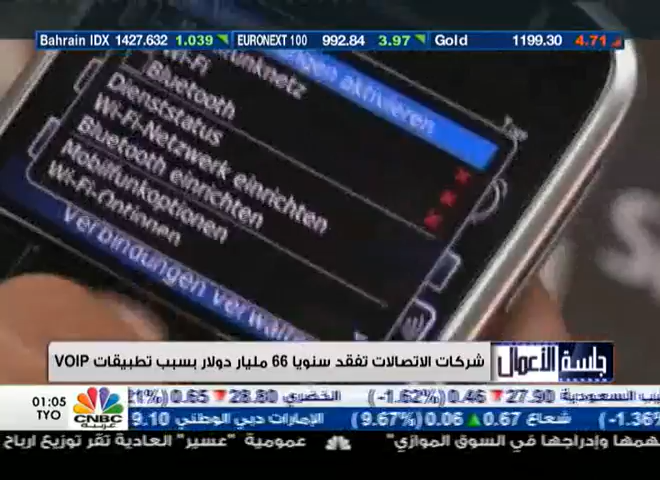 Bahrain IDX 1427.632 1.039 EURONEXT 100 992.84 3.97 Gold 1199.30 4.71
Wi-Fi
Bluetooth
Dienststatus
Wi-Fi-Netzwerk einrichten
Bluetooth einrichten
Mobilfunkoptionen
Wi-Fi-Optionen
Verbindungen
جلسة الأعمال
شركات الاتصالات تفقد سنويا 66 مليار دولار بسبب تطبيقات VOIP
27.90 0.46 (-1.62%) الخضري 28.80 0.65
01:05
TYO
CNBC
عربية
(-1.36% شعاع 0.67 0.06 (9.67%) الإمارات دبي الوطني 9.10
وإدراجها في السوق الموازي" عمومية "عسير" العادية تقر توزيع ارباح